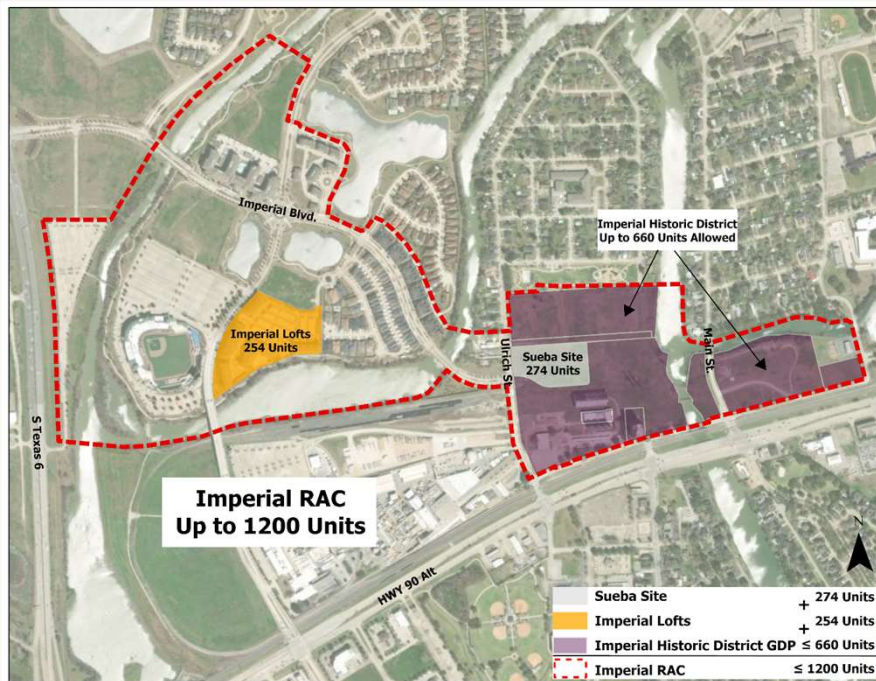 Imperial Blvd.
Imperial Historic District
Up to 660 Units Allowed
Imperial Lofts
254 Units
Ulrich St.
Sueba Site
274 Units
Main St.
S Texas 6
Imperial RAC
Up to 1200 Units
HWY 90 Alt
N
Sueba Site + 274 Units
Imperial Lofts + 254 Units
Imperial Historic District GDP ≤ 660 Units
Imperial RAC ≤ 1200 Units